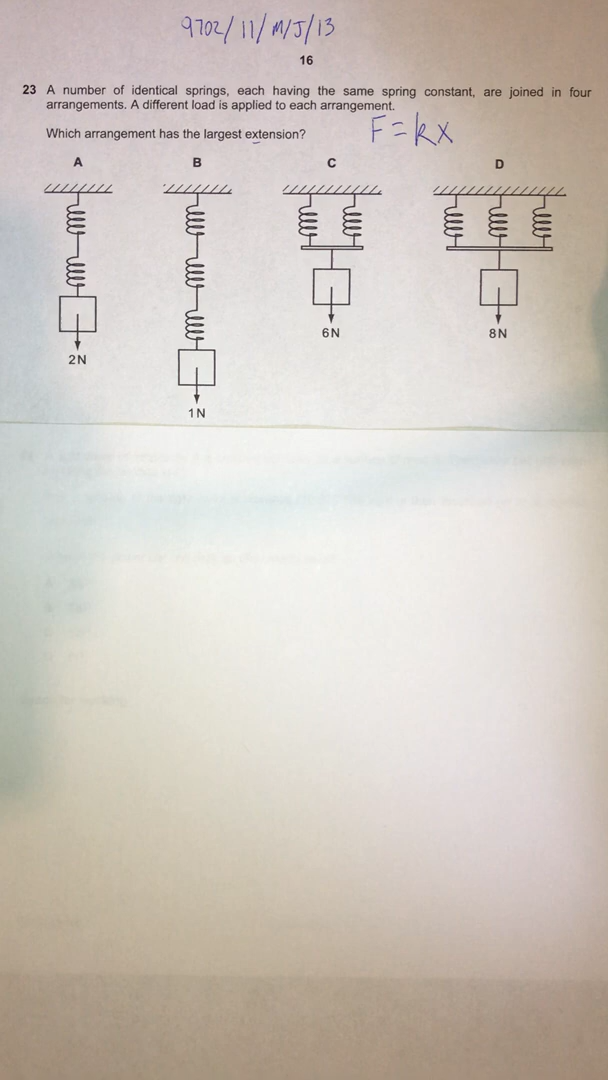 9702/11/M/J/13
16
23 A number of identical springs, each having the same spring constant, are joined in four
arrangements. A different load is applied to each arrangement.
Which arrangement has the largest extension?
F=kx
A B C D
6N 8N
2N
1N